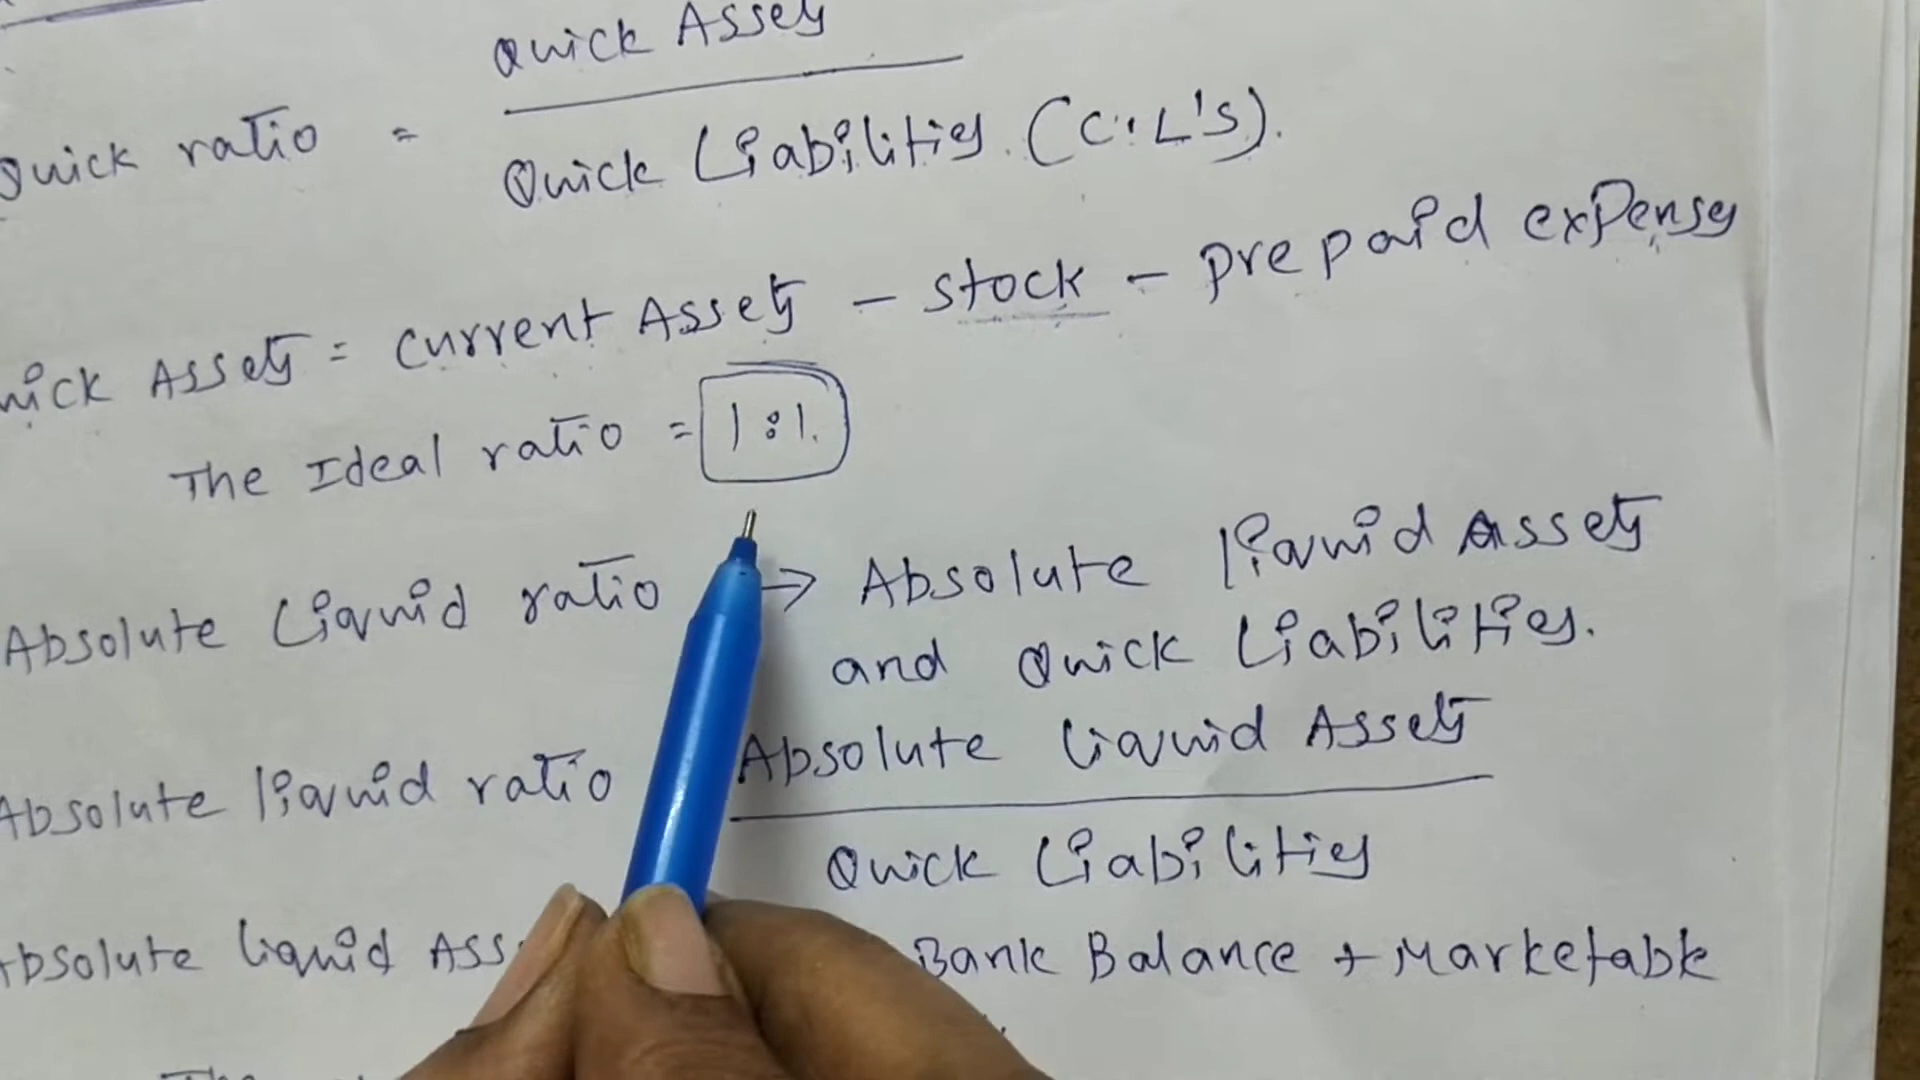 Quick Assets
Quick ratio =
Quick Liabilities. (C.L's).
Quick Assets = Current Assets - stock - prepaid expenses
The Ideal ratio = 1:1.
Absolute Liquid ratio → Absolute liquid Assets
and Quick Liabilities.
Absolute Liquid Assets
Absolute liquid ratio
Quick Liabilities
Absolute liquid Bank Balance + Marketable
The